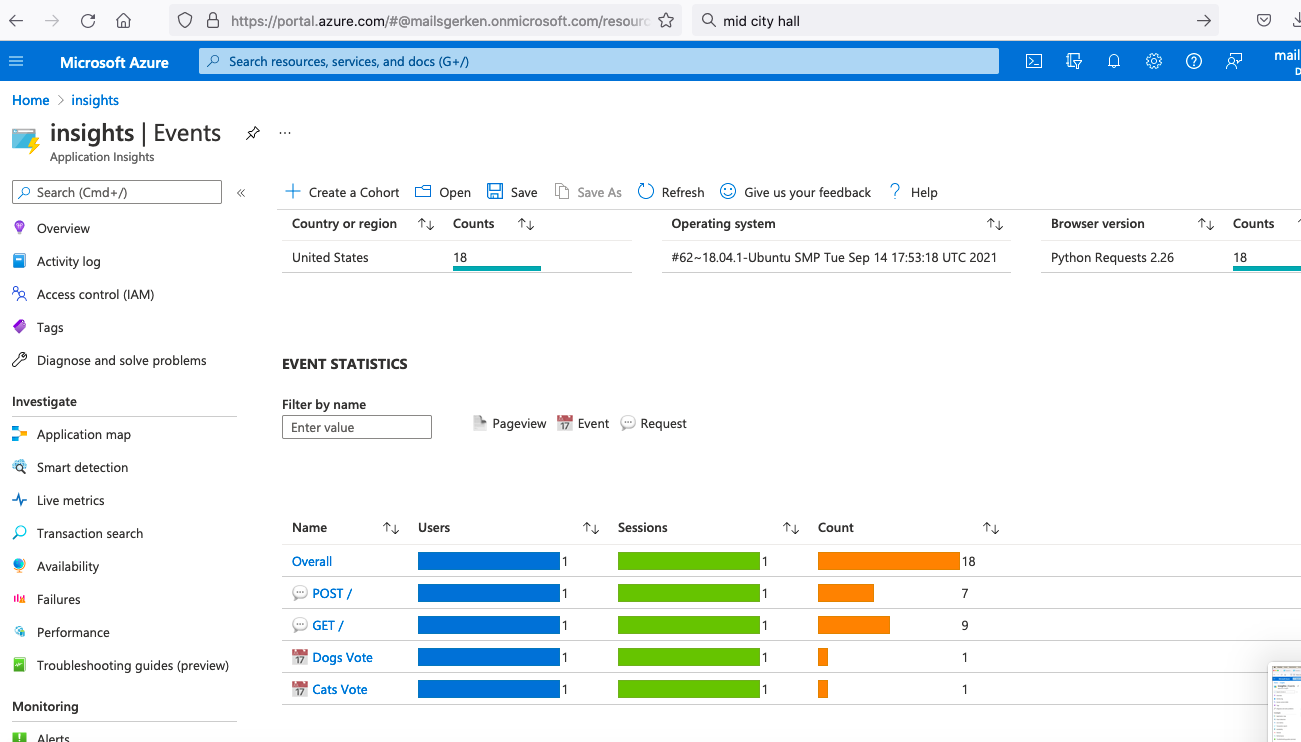 https://portal.azure.com/#@mailsgerken.onmicrosoft.com/resourc
mid city hall
Microsoft Azure
Search resources, services, and docs (G+/)
mail
D
Home > insights
insights | Events ...
Application Insights
Search (Cmd+/)
«
Overview
Activity log
Access control (IAM)
Tags
Diagnose and solve problems
Investigate
Application map
Smart detection
Live metrics
Transaction search
Availability
Failures
Performance
Troubleshooting guides (preview)
Monitoring
Alerts
Create a Cohort Open Save Save As Refresh Give us your feedback ? Help
Country or region Counts Operating system Browser version Counts
United States 18 #62~18.04.1-Ubuntu SMP Tue Sep 14 17:53:18 UTC 2021 Python Requests 2.26 18
EVENT STATISTICS
Filter by name
Enter value
Pageview 17 Event Request
Name Users Sessions Count
Overall 1 1 18
POST / 1 1 7
GET / 1 1 9
17 Dogs Vote 1 1 1
17 Cats Vote 1 1 1